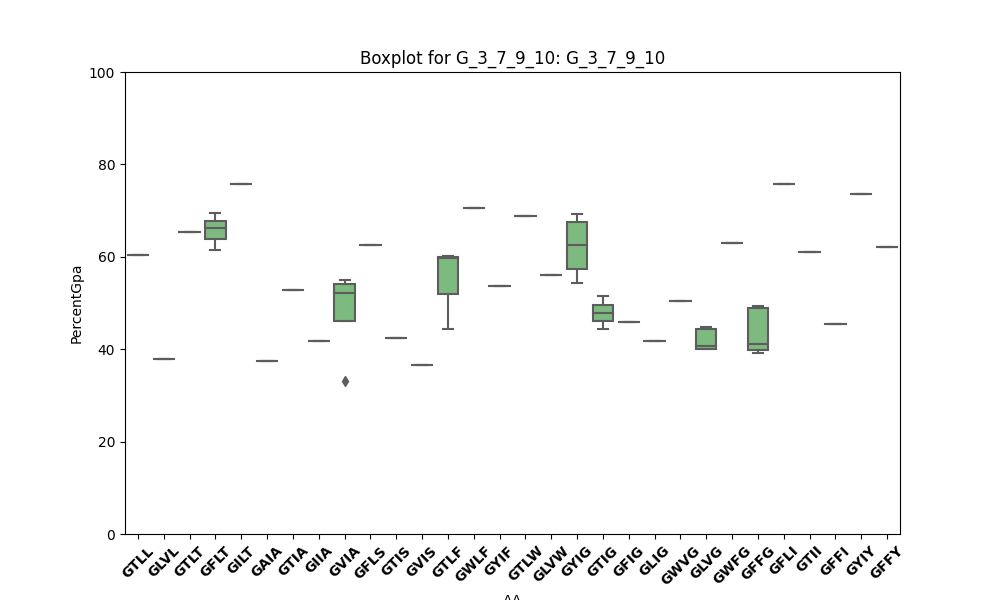 Boxplot for G_3_7_9_10: G_3_7_9_10
100
80
60
40
20
0
PercentGpa
GTLL GLVL GTLT GFLT GILT GAIA GTIA GIIA GVIA GFLS GTIS GVIS GTLF GWLF GYIF GTLW GLVW GYIG GTIG GFIG GLIG GWVG GLVG GWFG GFFG GFLI GTII GFFI GYIY GFFY
AA